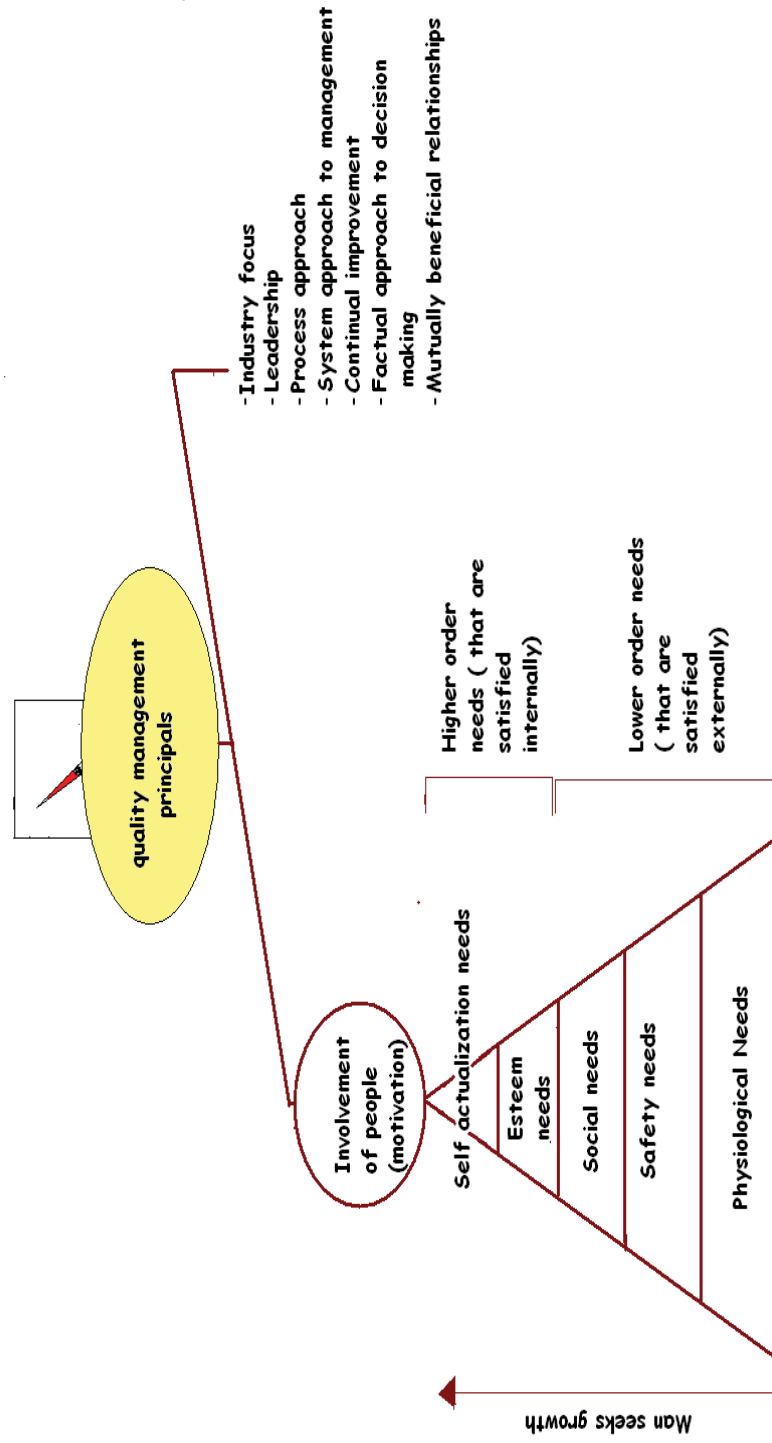 quality management
principals
Involvement
of people
(motivation)
- Industry focus
- Leadership
- Process approach
- System approach to management
- Continual improvement
- Factual approach to decision
making
- Mutually beneficial relationships
Self actualization needs
Esteem
needs
Social needs
Safety needs
Physiological Needs
Higher order
needs ( that are
satisfied
internally)
Lower order needs
( that are
satisfied
externally)
Man seeks growth